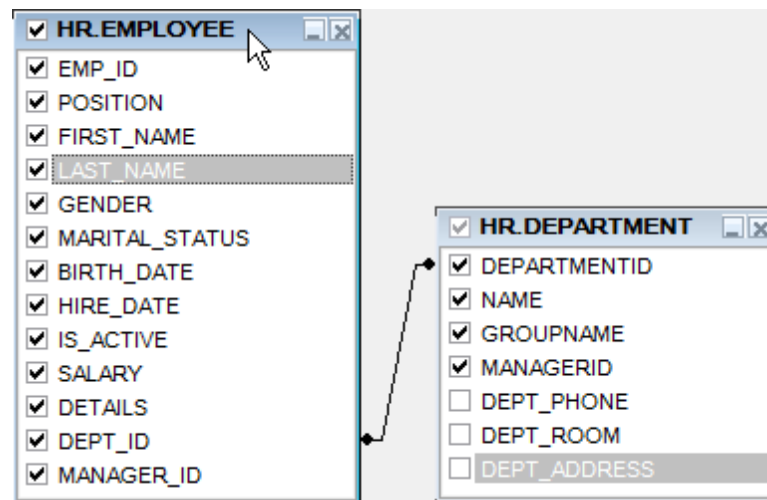 HR.EMPLOYEE
EMP_ID
POSITION
FIRST_NAME
LAST_NAME
GENDER
MARITAL_STATUS
BIRTH_DATE
HIRE_DATE
IS_ACTIVE
SALARY
DETAILS
DEPT_ID
MANAGER_ID
HR.DEPARTMENT
DEPARTMENTID
NAME
GROUPNAME
MANAGERID
DEPT_PHONE
DEPT_ROOM
DEPT_ADDRESS